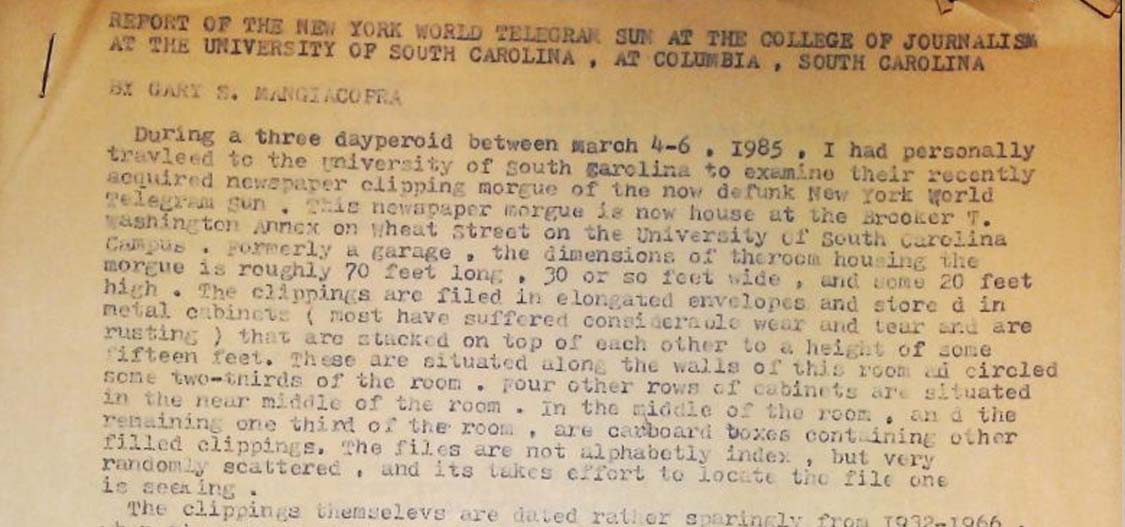 REPORT OF THE NEW YORK WORLD TELEGRAM SUN AT THE COLLEGE OF JOURNALISM
AT THE UNIVERSITY OF SOUTH CAROLINA , AT COLUMBIA , SOUTH CAROLINA
BY GARY S. MANGIACOPRA
During a three dayperoid between march 4-6 , 1985 , I had personally
travleed to the university of South Carolina to examine their recently
acquired newspaper clipping morgue of the now defunk New York World
Telegram Sun . This newspaper morgue is now house at the Brooker T.
Washington Annex on Wheat Street on the University Of South Carolina
Campus . Formerly a garage , the dimensions of theroom housing the
morgue is roughly 70 feet long , 30 or so feet wide , and some 20 feet
high . The clippings are filed in elongated envelopes and store d in
metal cabinets ( most have suffered considerable wear and tear and are
rusting ) that are stacked on top of each other to a height of some
fifteen feet. These are situated along the walls of this room ad circled
some two-thirds of the room . Four other rows of cabinets are situated
in the near middle of the room . In the middle of the room , an d the
remaining one third of the room , are carboard boxes containing other
filled clippings. The files are not alphabetly index , but very
randomly scattered , and its takes effort to locate the file one
is seeking .
The clippings themselevs are dated rather sparingly from 1932-1966